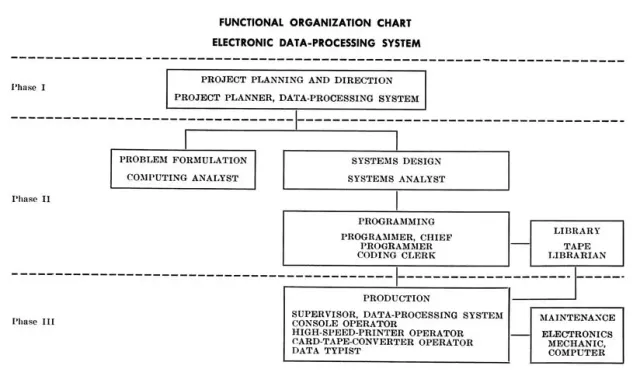 FUNCTIONAL ORGANIZATION CHART
ELECTRONIC DATA-PROCESSING SYSTEM
Phase I
PROJECT PLANNING AND DIRECTION
PROJECT PLANNER, DATA-PROCESSING SYSTEM
Phase II
PROBLEM FORMULATION
COMPUTING ANALYST
SYSTEMS DESIGN
SYSTEMS ANALYST
PROGRAMMING
PROGRAMMER, CHIEF
PROGRAMMER
CODING CLERK
LIBRARY
TAPE
LIBRARIAN
Phase III
PRODUCTION
SUPERVISOR, DATA-PROCESSING SYSTEM
CONSOLE OPERATOR
HIGH-SPEED-PRINTER OPERATOR
CARD-TAPE-CONVERTER OPERATOR
DATA TYPIST
MAINTENANCE
ELECTRONICS
MECHANIC,
COMPUTER